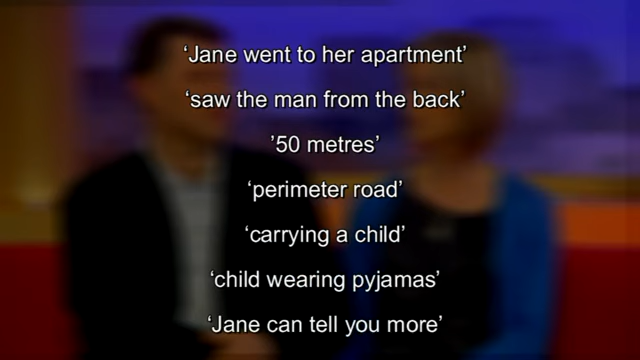 ‘Jane went to her apartment’
‘saw the man from the back’
’50 metres’
‘perimeter road’
‘carrying a child’
‘child wearing pyjamas’
‘Jane can tell you more’